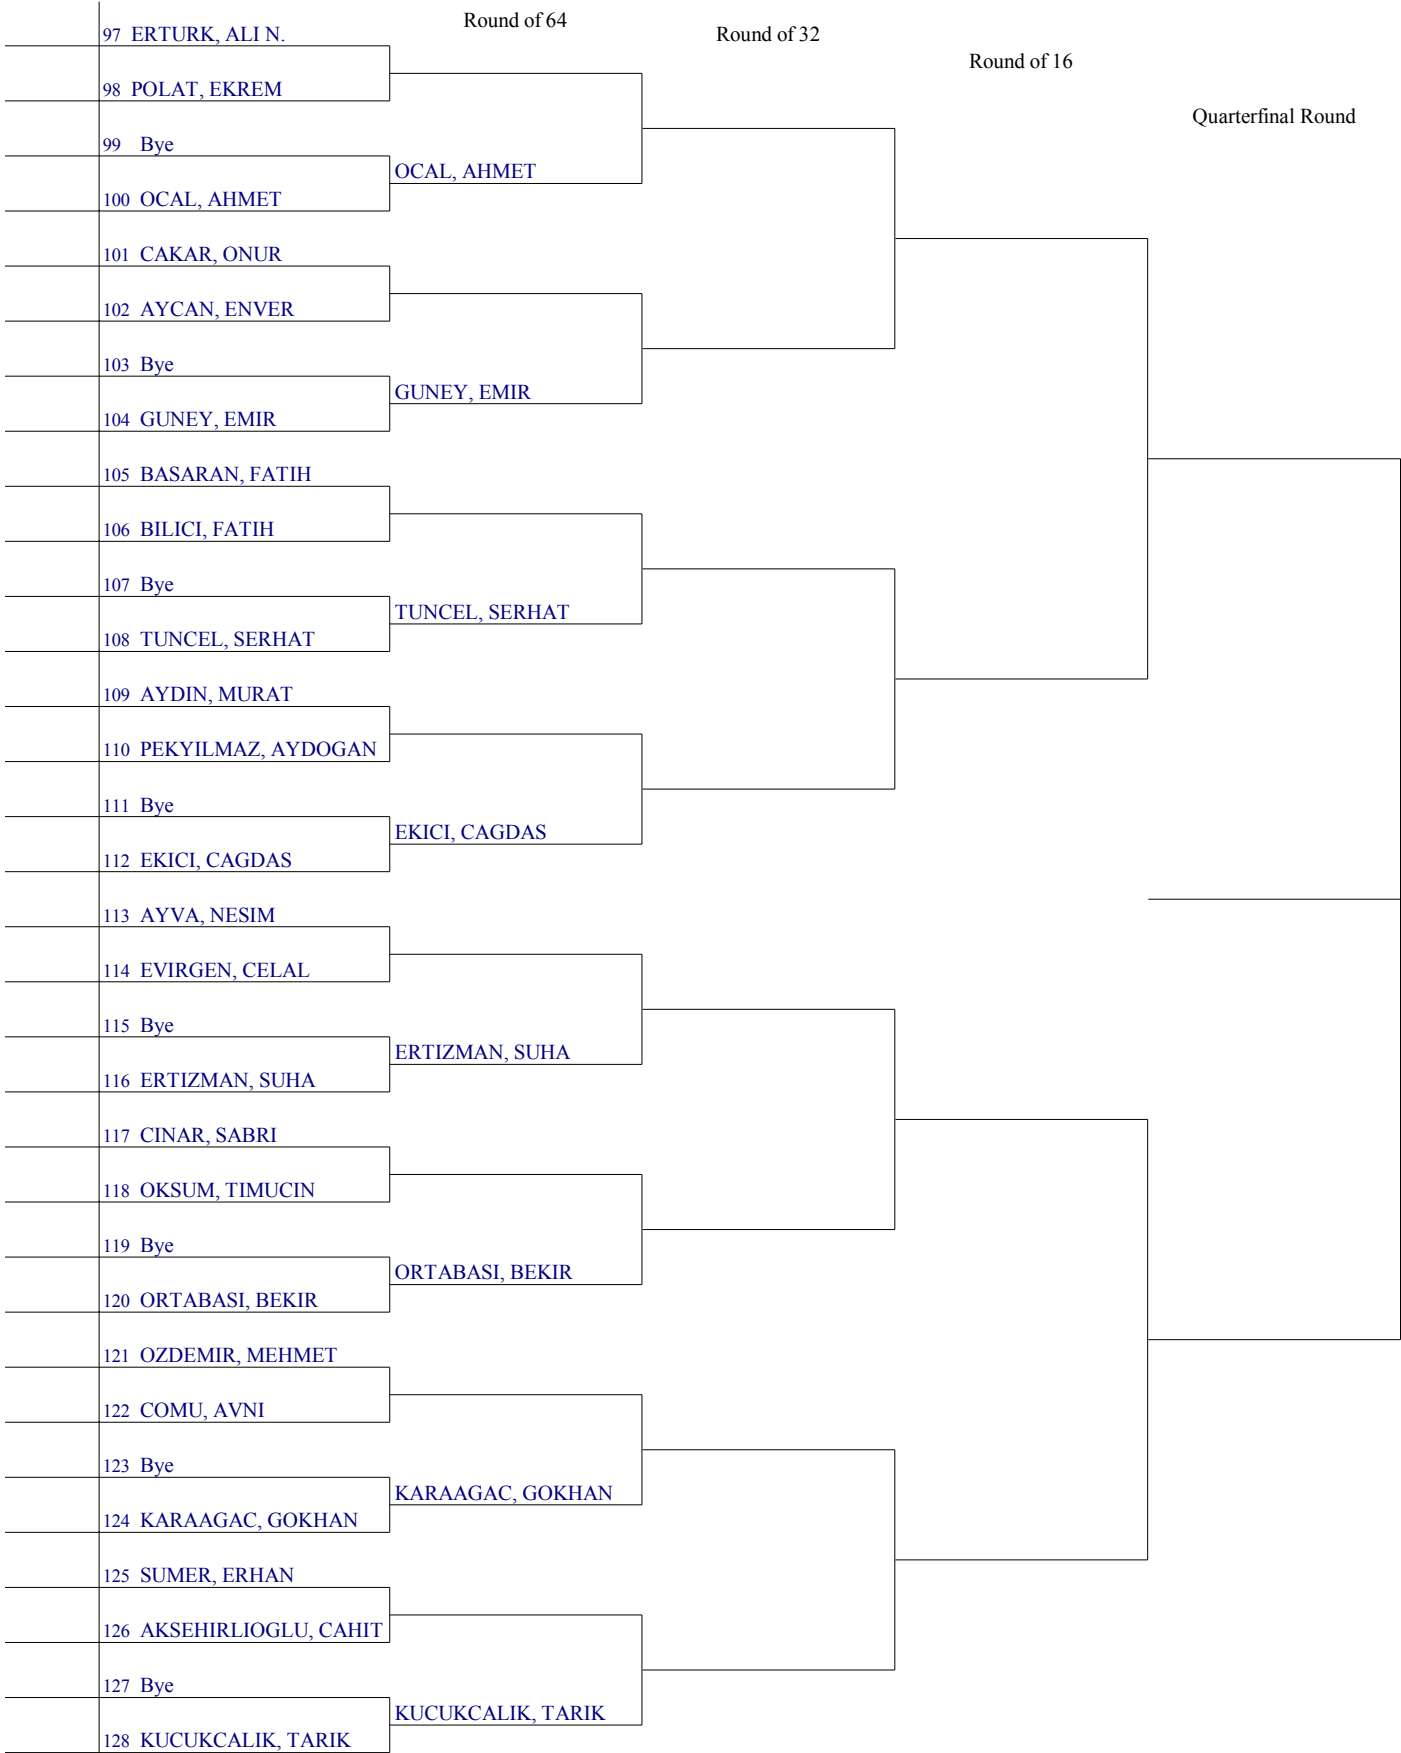 Round of 64
Round of 32
Round of 16
Quarterfinal Round
97 ERTURK, ALI N.
98 POLAT, EKREM
99 Bye
OCAL, AHMET
100 OCAL, AHMET
101 CAKAR, ONUR
102 AYCAN, ENVER
103 Bye
GUNEY, EMIR
104 GUNEY, EMIR
105 BASARAN, FATIH
106 BILICI, FATIH
107 Bye
TUNCEL, SERHAT
108 TUNCEL, SERHAT
109 AYDIN, MURAT
110 PEKYILMAZ, AYDOGAN
111 Bye
EKICI, CAGDAS
112 EKICI, CAGDAS
113 AYVA, NESIM
114 EVIRGEN, CELAL
115 Bye
ERTIZMAN, SUHA
116 ERTIZMAN, SUHA
117 CINAR, SABRI
118 OKSUM, TIMUCIN
119 Bye
ORTABASI, BEKIR
120 ORTABASI, BEKIR
121 OZDEMIR, MEHMET
122 COMU, AVNI
123 Bye
KARAAGAC, GOKHAN
124 KARAAGAC, GOKHAN
125 SUMER, ERHAN
126 AKSEHIRLIOGLU, CAHIT
127 Bye
KUCUKCALIK, TARIK
128 KUCUKCALIK, TARIK